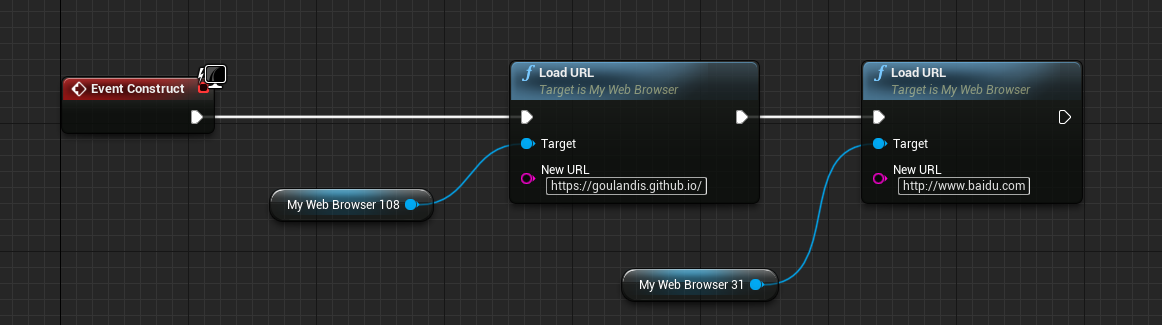 Event Construct
My Web Browser 108
f Load URL
Target is My Web Browser
Target
New URL
https://goulandis.github.io/
My Web Browser 31
f Load URL
Target is My Web Browser
Target
New URL
http://www.baidu.com